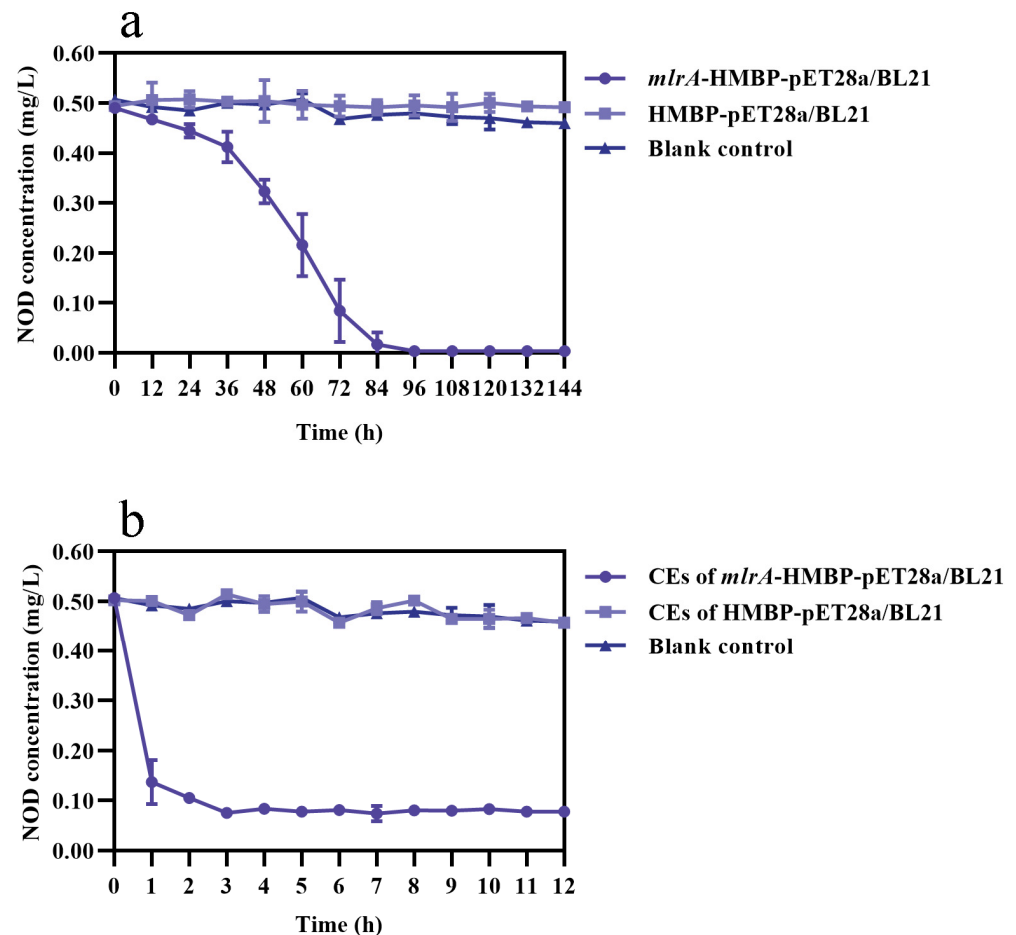 a
NOD concentration (mg/L)
0.60
0.50
0.40
0.30
0.20
0.10
0.00
0 12 24 36 48 60 72 84 96 108 120 132 144
Time (h)
mlrA-HMBP-pET28a/BL21
HMBP-pET28a/BL21
Blank control
b
NOD concentration (mg/L)
0.60
0.50
0.40
0.30
0.20
0.10
0.00
0 1 2 3 4 5 6 7 8 9 10 11 12
Time (h)
CEs of mlrA-HMBP-pET28a/BL21
CEs of HMBP-pET28a/BL21
Blank control